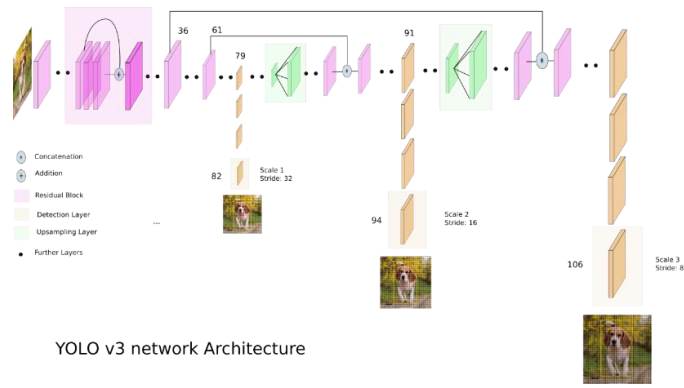 36
61
79
91
82
Scale 1
Stride: 32
94
Scale 2
Stride: 16
106
Scale 3
Stride: 8
Concatenation
Addition
Residual Block
Detection Layer
Upsampling Layer
Further Layers
...
YOLO v3 network Architecture